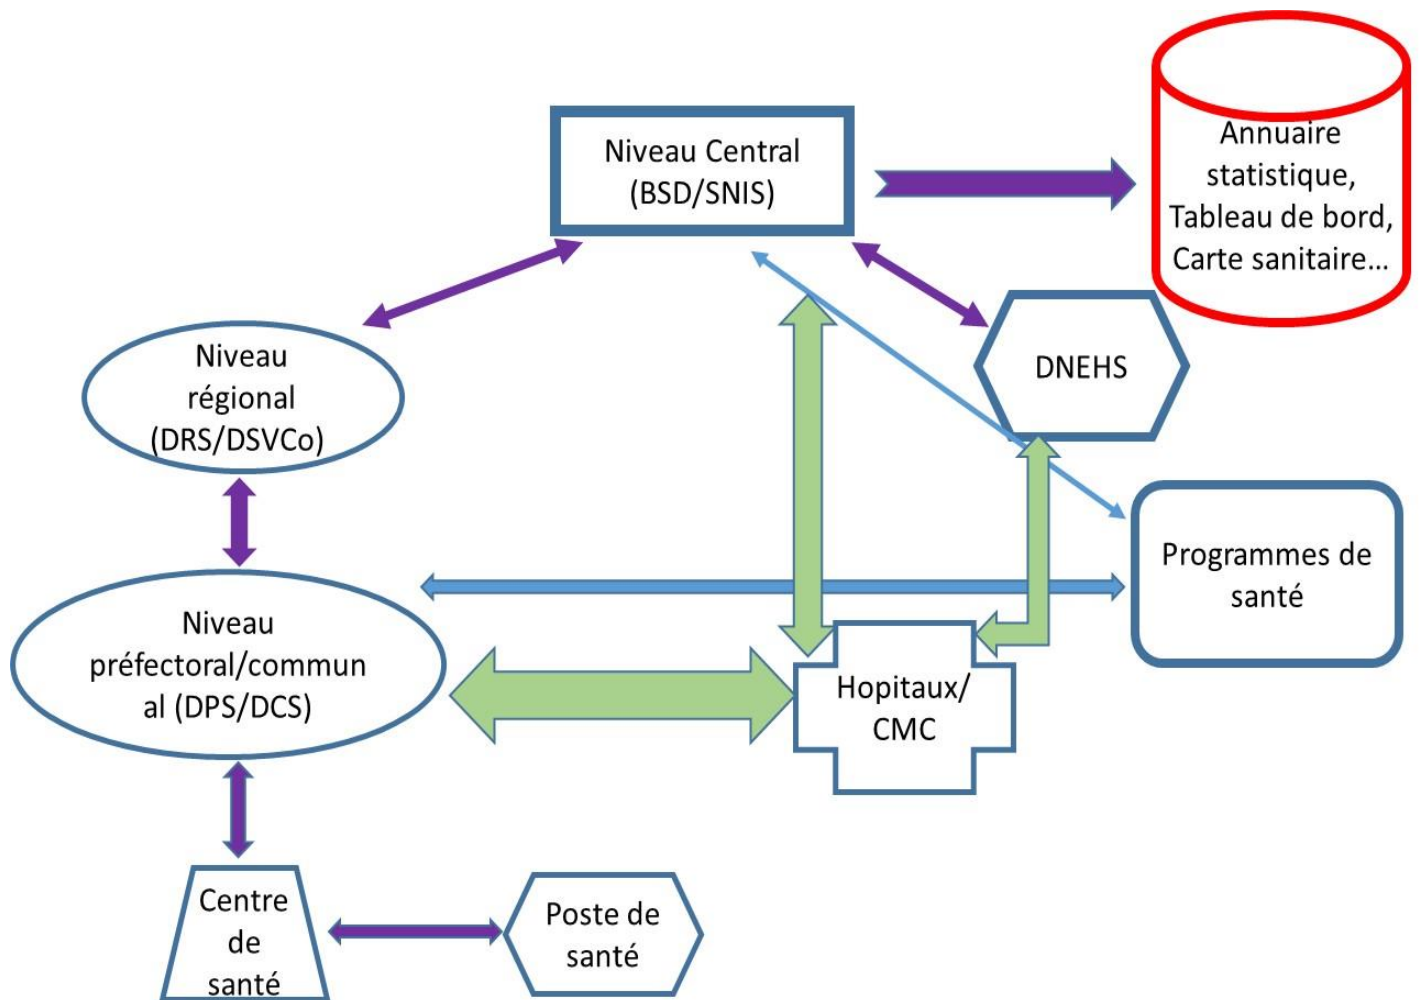 Niveau Central
(BSD/SNIS)
Annuaire
statistique,
Tableau de bord,
Carte sanitaire...
Niveau
régional
(DRS/DSVCo)
DNEHS
Programmes de
santé
Niveau
préfectoral/commun
al (DPS/DCS)
Hopitaux/
CMC
Centre
de
santé
Poste de
santé